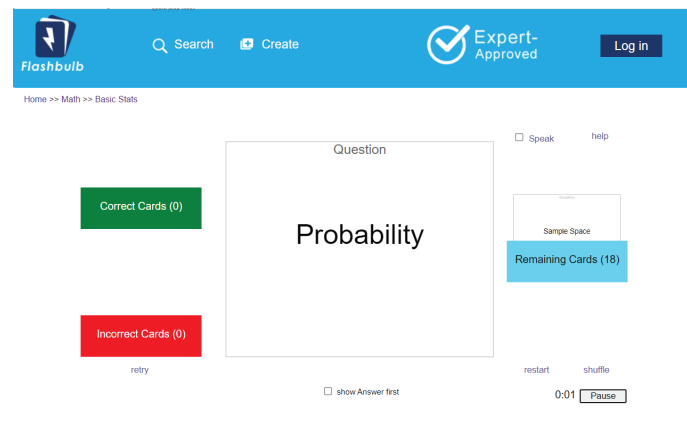 Flashbulb
Search
Create
Expert-
Approved
Log in
Home >> Math >> Basic Stats
Speak
help
Question
Probability
Correct Cards (0)
Question
Sample Space
Remaining Cards (18)
Incorrect Cards (0)
retry
restart
shuffle
show Answer first
0:01
Pause